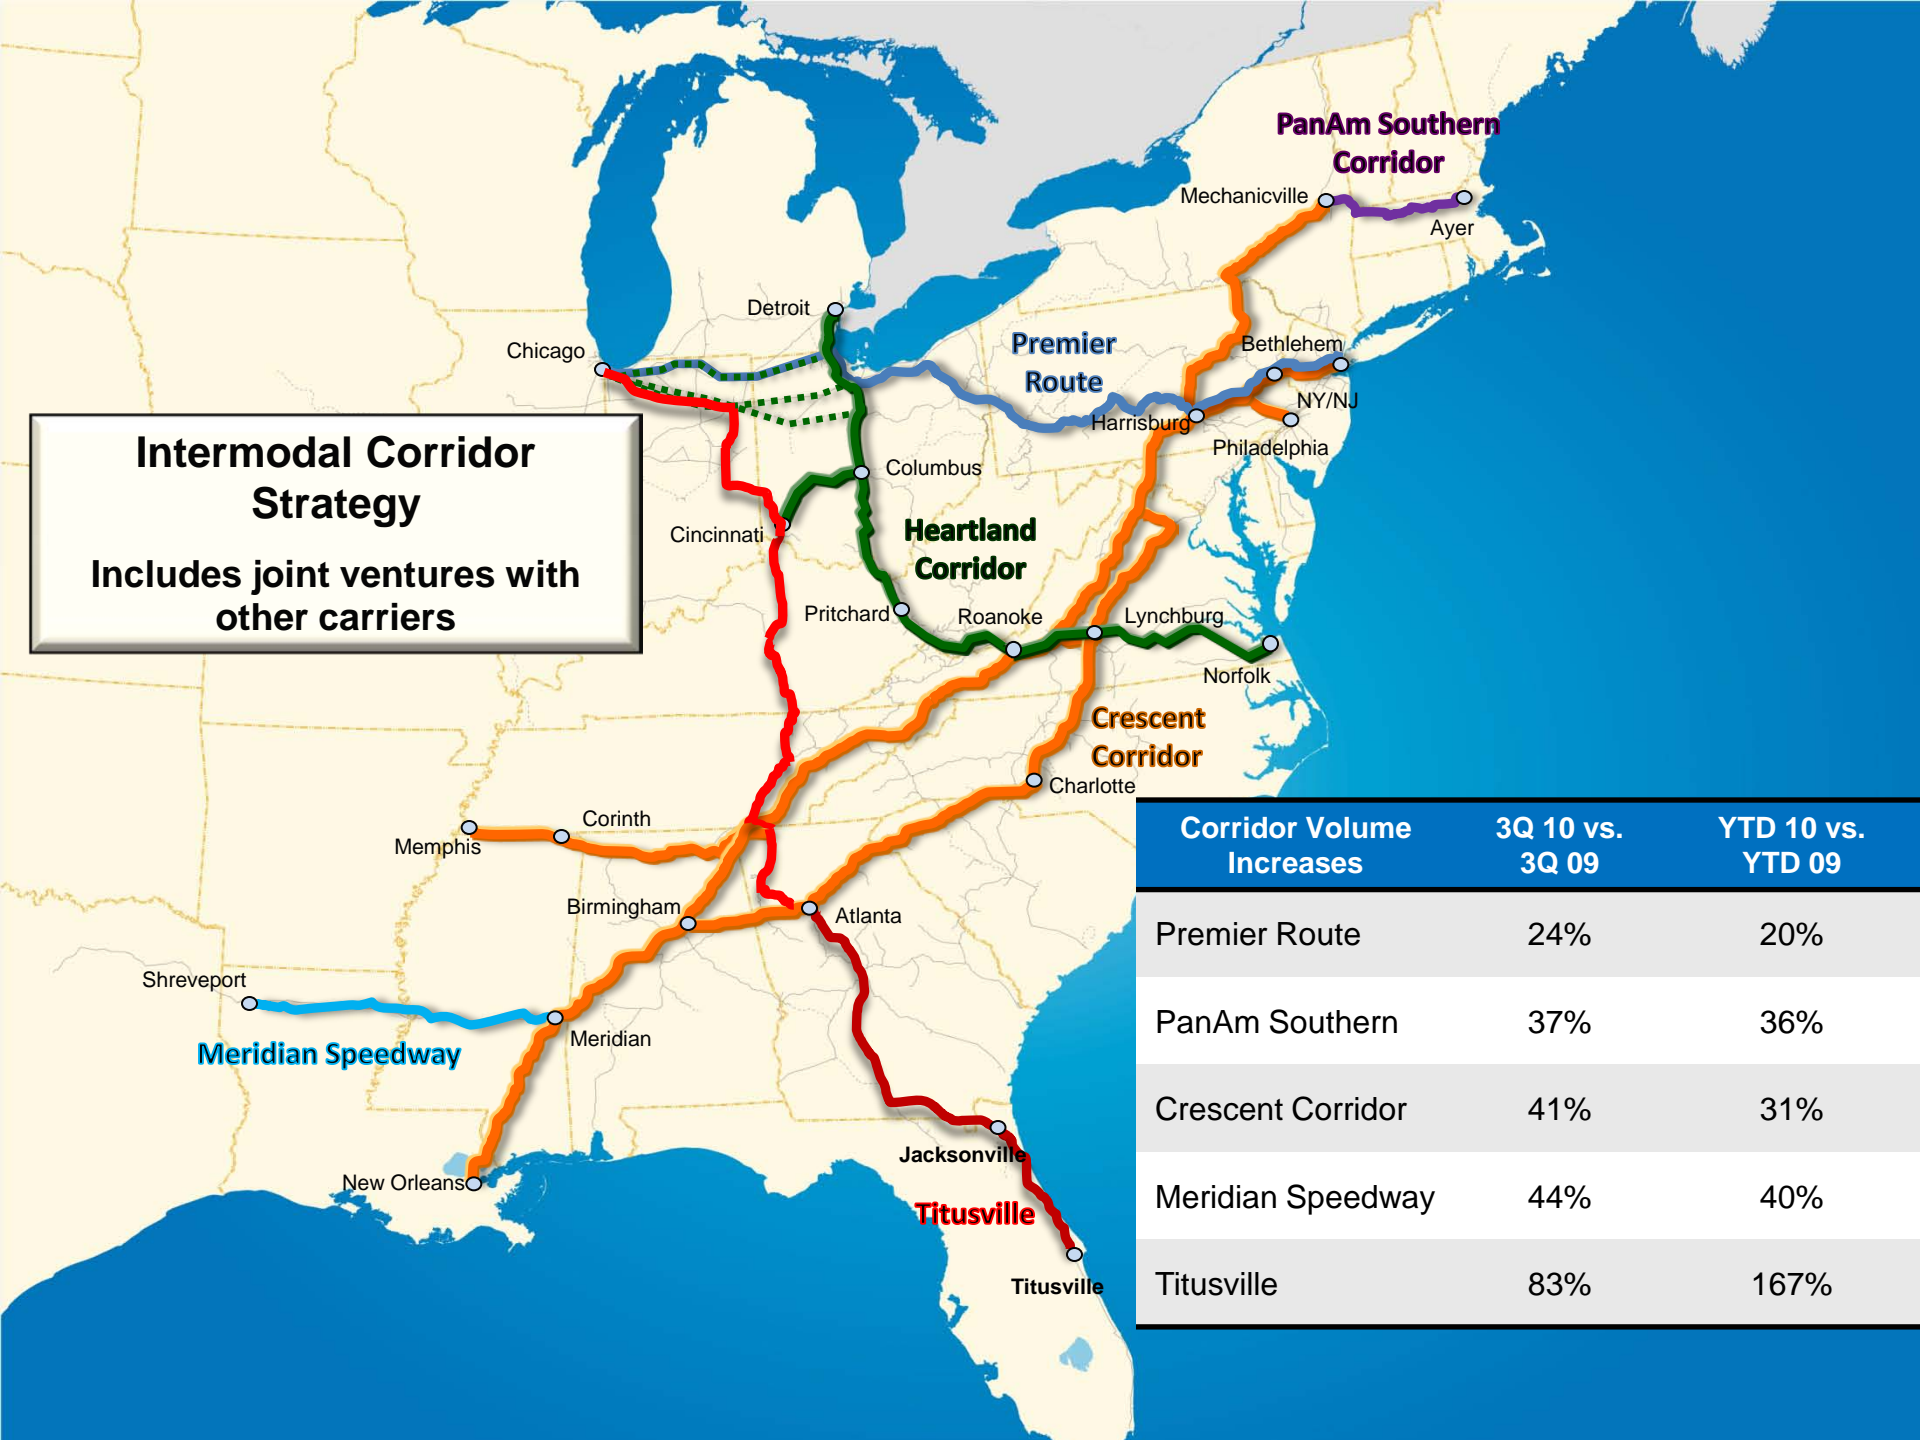 PanAm Southern
Corridor
Mechanicville
Ayer
Detroit
Chicago
Premier
Route
Bethlehem
NY/NJ
Harrisburg
Philadelphia
Intermodal Corridor
Strategy
Includes joint ventures with
other carriers
Columbus
Cincinnati
Heartland
Corridor
Pritchard
Roanoke
Lynchburg
Norfolk
Crescent
Corridor
Charlotte
Corinth
Memphis
Birmingham
Atlanta
Shreveport
Meridian Speedway
Meridian
New Orleans
Jacksonville
Titusville
Titusville
Corridor Volume Increases 3Q 10 vs. 3Q 09 YTD 10 vs. YTD 09
Premier Route 24% 20%
PanAm Southern 37% 36%
Crescent Corridor 41% 31%
Meridian Speedway 44% 40%
Titusville 83% 167%